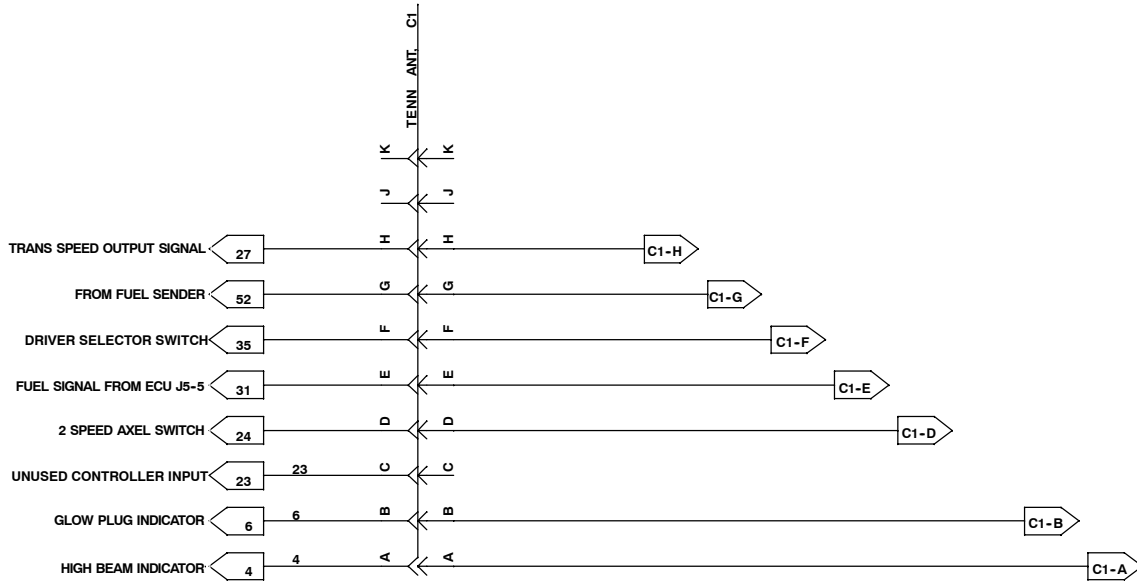 TENN ANT, C1
K K
J J
TRANS SPEED OUTPUT SIGNAL 27 H H C1-H
FROM FUEL SENDER 52 G G C1-G
DRIVER SELECTOR SWITCH 35 F F C1-F
FUEL SIGNAL FROM ECU J5-5 31 E E C1-E
2 SPEED AXEL SWITCH 24 D D C1-D
UNUSED CONTROLLER INPUT 23 23 C C
GLOW PLUG INDICATOR 6 6 B B C1-B
HIGH BEAM INDICATOR 4 4 A A C1-A